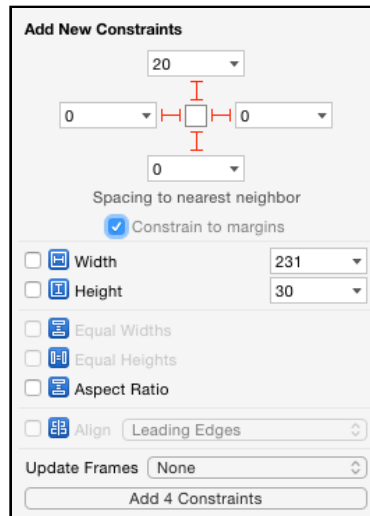 Add New Constraints
20
0
0
0
Spacing to nearest neighbor
Constrain to margins
Width 231
Height 30
Equal Widths
Equal Heights
Aspect Ratio
Align Leading Edges
Update Frames None
Add 4 Constraints